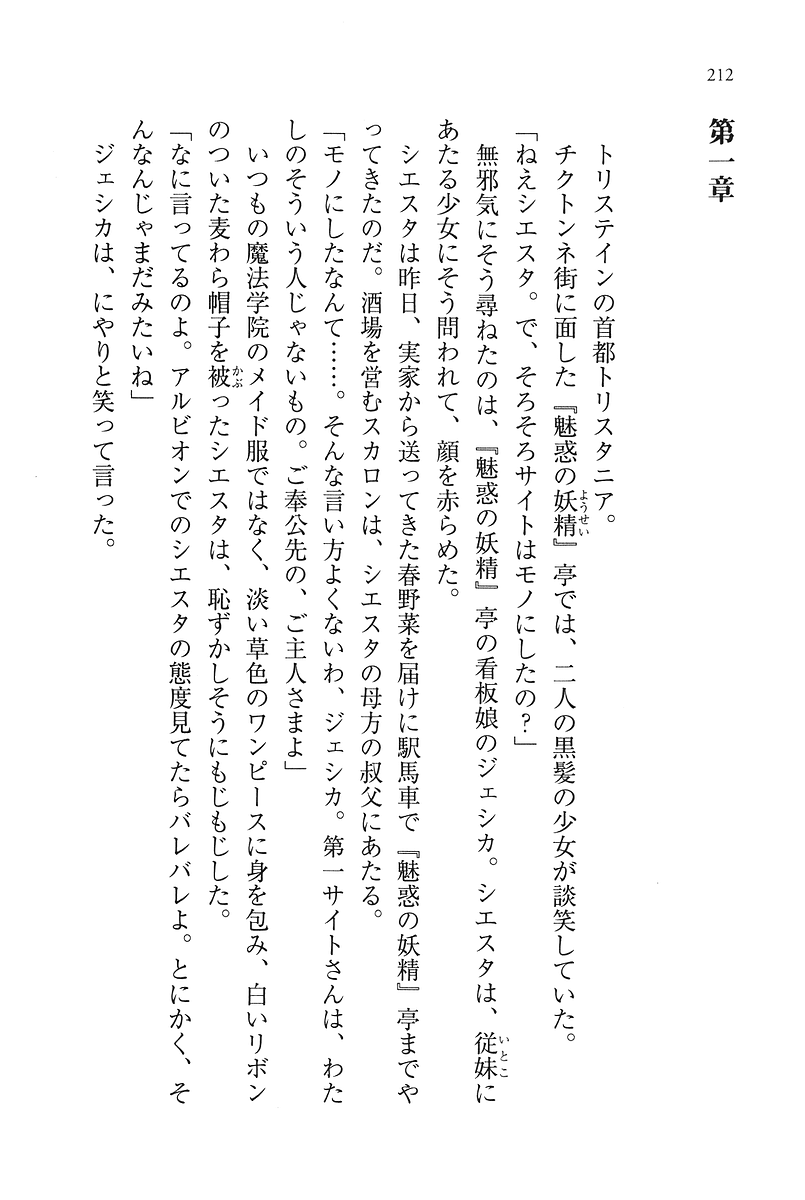 212
第一章
トリステインの首都トリスタニア。
チクトンネ街に面した『魅惑の妖精』亭では、二人の黒髪の少女が談笑していた。
「ねえシエスタ。で、そろそろサイトはモノにしたの？」
無邪気にそう尋ねたのは、『魅惑の妖精』亭の看板娘のジェシカ。シエスタは、従妹に
あたる少女にそう問われて、顔を赤らめた。
シエスタは昨日、実家から送ってきた春野菜を届けに駅馬車で『魅惑の妖精』亭までや
ってきたのだ。酒場を営むスカロンは、シエスタの母方の叔父にあたる。
「モノにしたなんて……。そんな言い方よくないわ、ジェシカ。第一サイトさんは、わた
しのそういう人じゃないもの。ご奉公先の、ご主人さまよ」
いつもの魔法学院のメイド服ではなく、淡い草色のワンピースに身を包み、白いリボン
のついた麦わら帽子を被ったシエスタは、恥ずかしそうにもじもじした。
「なに言ってるのよ。アルビオンでのシエスタの態度見てたらバレバレよ。とにかく、そ
んなんじゃまだみたいね」
ジェシカは、にやりと笑って言った。